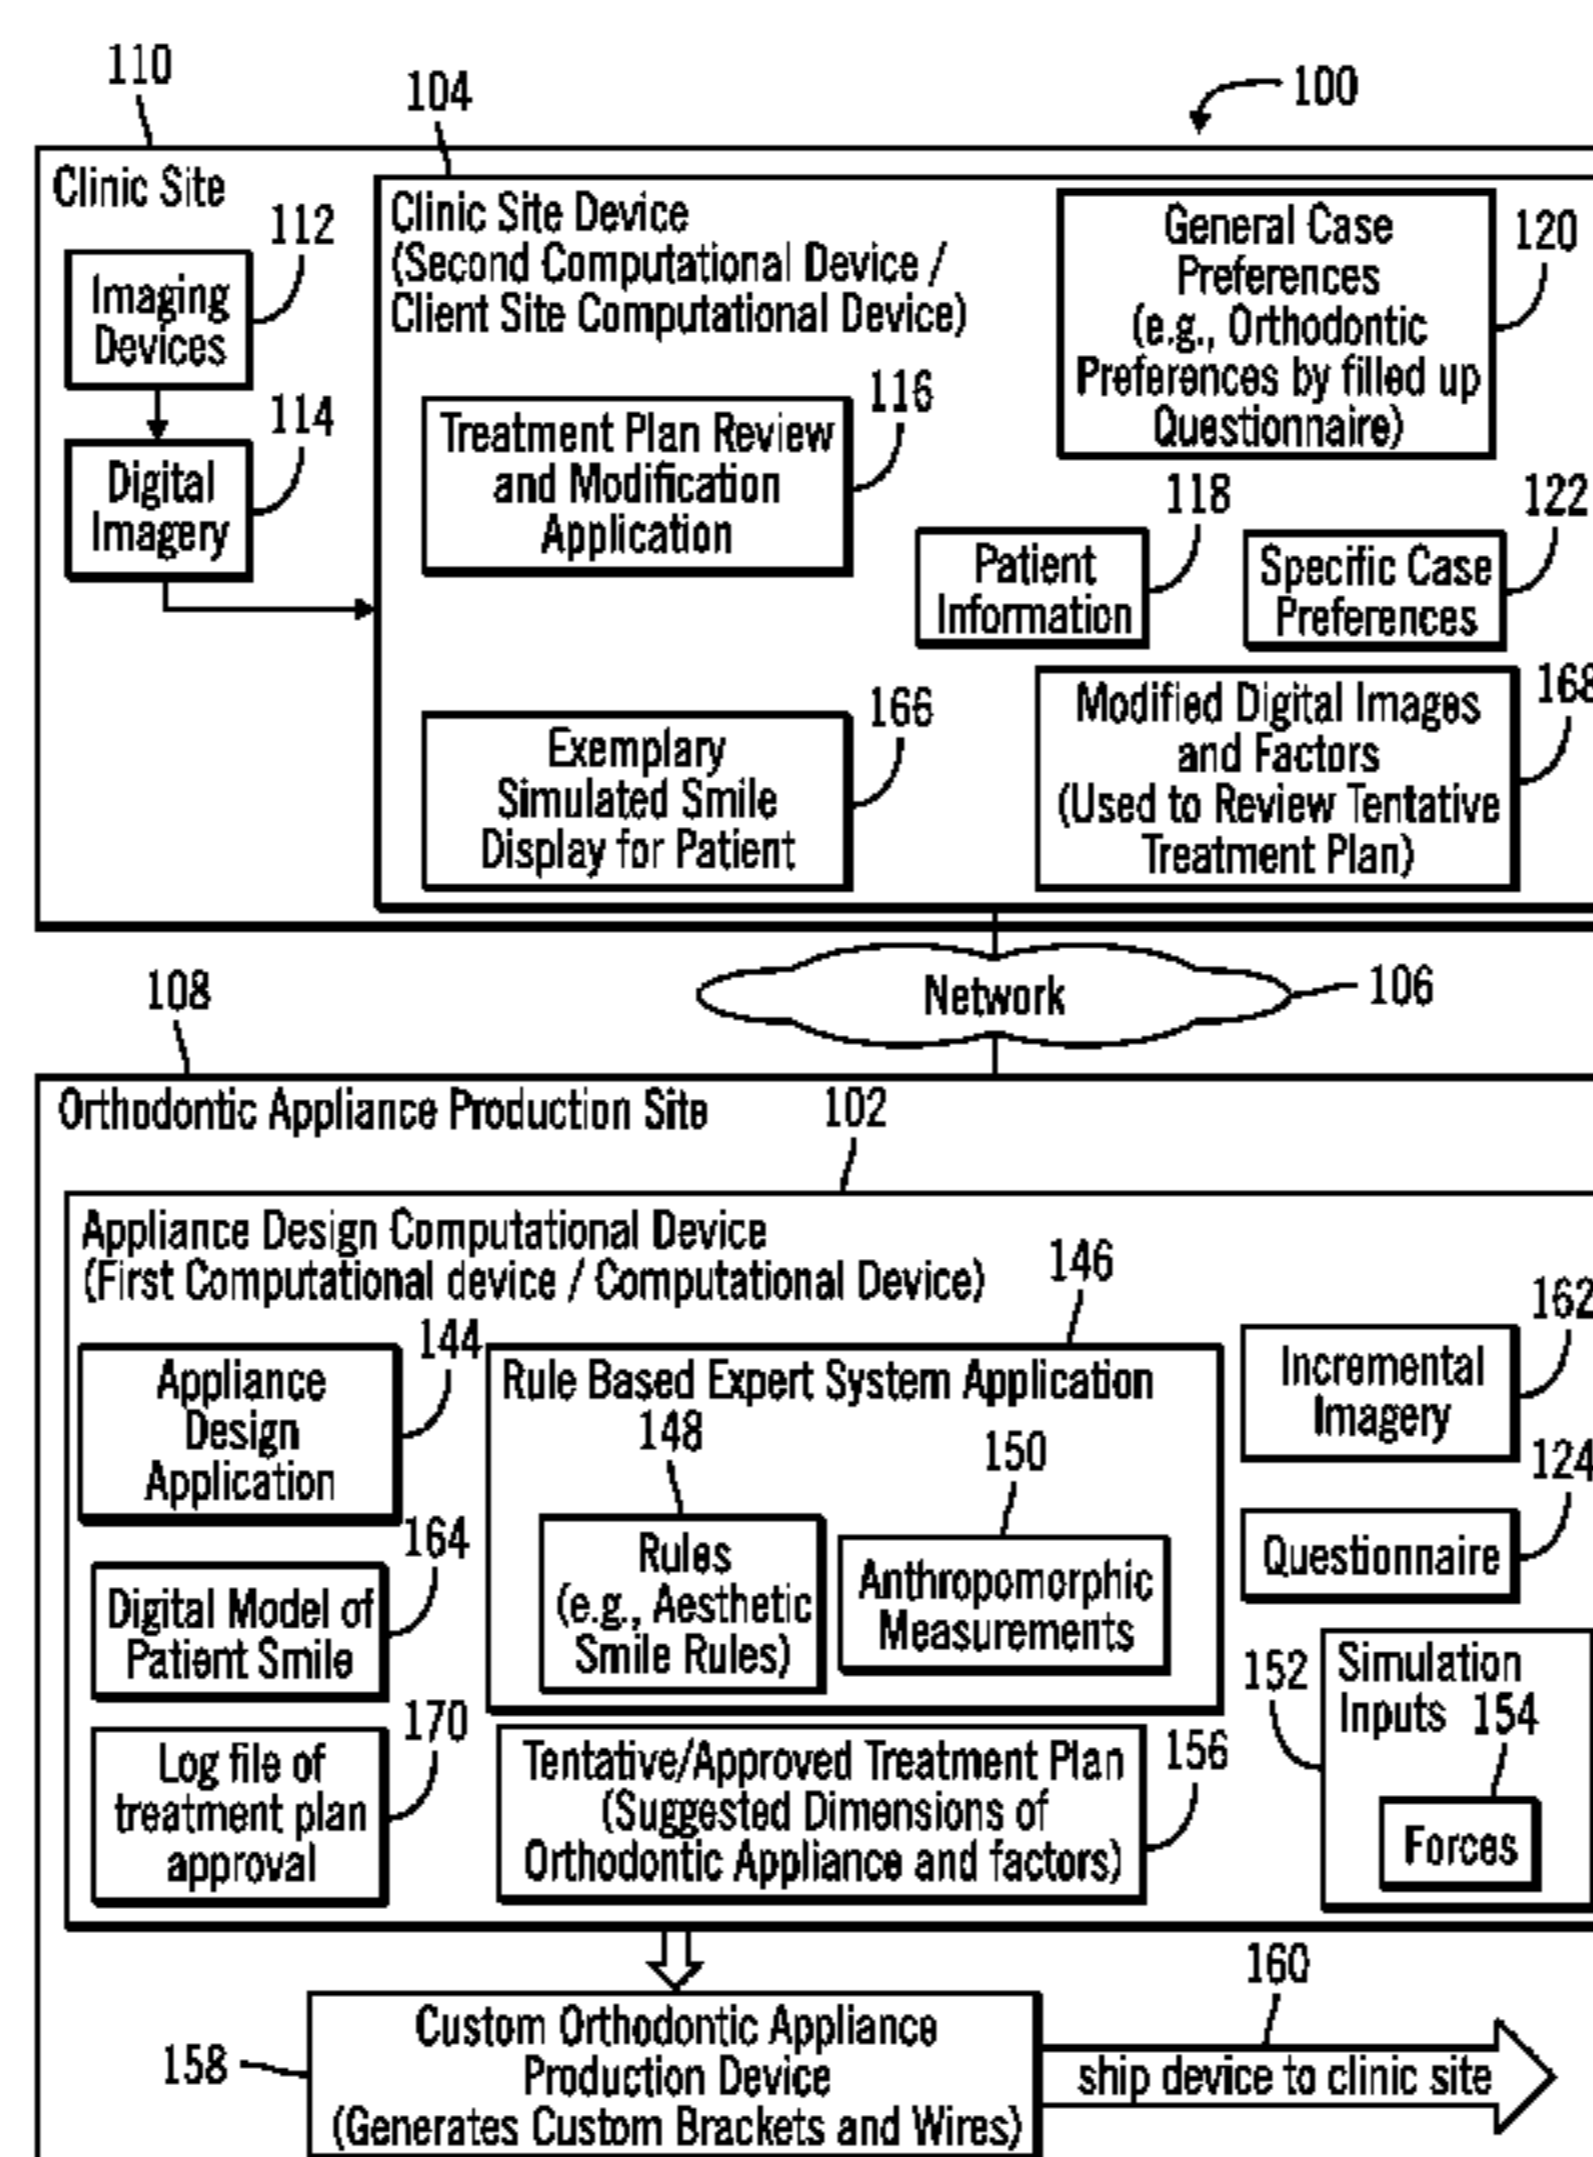 110
104
100
Clinic Site
112
Imaging
Devices
114
Digital
Imagery
Clinic Site Device
(Second Computational Device /
Client Site Computational Device)
General Case
Preferences
(e.g., Orthodontic
Preferences by filled up
Questionnaire)
120
116
Treatment Plan Review
and Modification
Application
118
Patient
Information
122
Specific Case
Preferences
166
Exemplary
Simulated Smile
Display for Patient
168
Modified Digital Images
and Factors
(Used to Review Tentative
Treatment Plan)
Network
106
108
Orthodontic Appliance Production Site
102
Appliance Design Computational Device
(First Computational device / Computational Device)
146
144
Appliance
Design
Application
Rule Based Expert System Application
148
150
Rules
(e.g., Aesthetic
Smile Rules)
Anthropomorphic
Measurements
162
Incremental
Imagery
124
Questionnaire
164
Digital Model of
Patient Smile
152
Simulation
Inputs 154
Forces
170
Log file of
treatment plan
approval
Tentative/Approved Treatment Plan
(Suggested Dimensions of
Orthodontic Appliance and factors)
156
160
158
Custom Orthodontic Appliance
Production Device
(Generates Custom Brackets and Wires)
ship device to clinic site